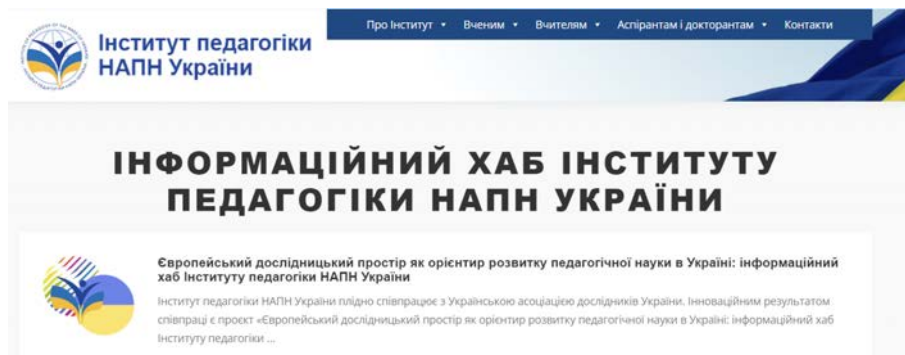 Про Інститут
Вченим
Вчителям
Аспірантам і докторантам
Контакти
Інститут педагогіки
НАПН України
ІНФОРМАЦІЙНИЙ ХАБ ІНСТИТУТУ
ПЕДАГОГІКИ НАПН УКРАЇНИ
Європейський дослідницький простір як орієнтир розвитку педагогічної науки в Україні: інформаційний
хаб Інституту педагогіки НАПН України
Інститут педагогіки НАПН України плідно співпрацює з Українською асоціацією дослідників України. Інноваційним результатом
співпраці є проєкт «Європейський дослідницький простір як орієнтир розвитку педагогічної науки в Україні: інформаційний хаб
Інституту педагогіки ...